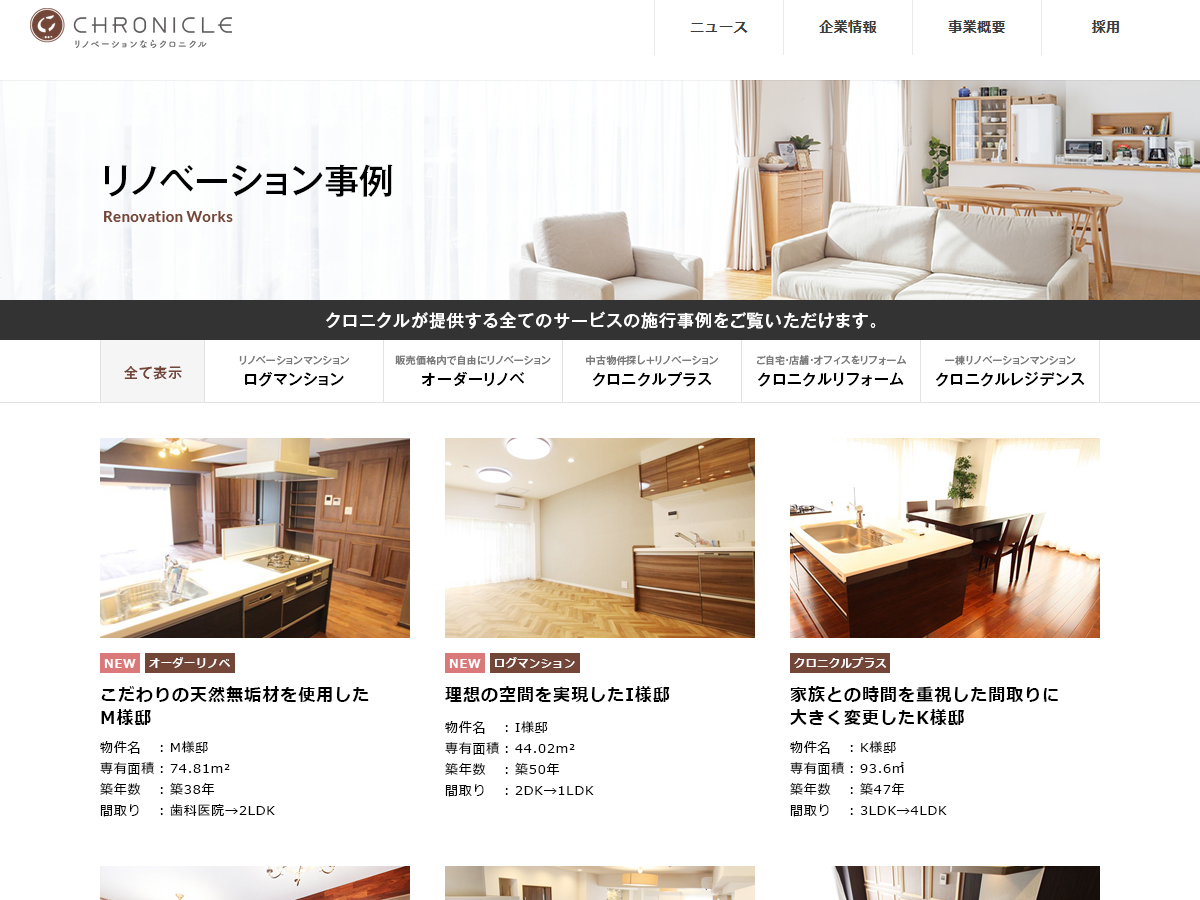 CHRONICLE
リノベーションならクロニクル
ニュース
企業情報
事業概要
採用
リノベーション事例
Renovation Works
クロニクルが提供する全てのサービスの施行事例をご覧いただけます。
全て表示
リノベーションマンション
ログマンション
販売価格内で自由にリノベーション
オーダーリノベ
中古物件探し+リノベーション
クロニクルプラス
ご自宅・店舗・オフィスをリフォーム
クロニクルリフォーム
一棟リノベーションマンション
クロニクルレジデンス
NEW オーダーリノベ
こだわりの天然無垢材を使用した
M様邸
物件名 : M様邸
専有面積 : 74.81m²
築年数 : 築38年
間取り : 歯科医院→2LDK
NEW ログマンション
理想の空間を実現したI様邸
物件名 : I様邸
専有面積 : 44.02m²
築年数 : 築50年
間取り : 2DK→1LDK
クロニクルプラス
家族との時間を重視した間取りに
大きく変更したK様邸
物件名 : K様邸
専有面積 : 93.6㎡
築年数 : 築47年
間取り : 3LDK→4LDK